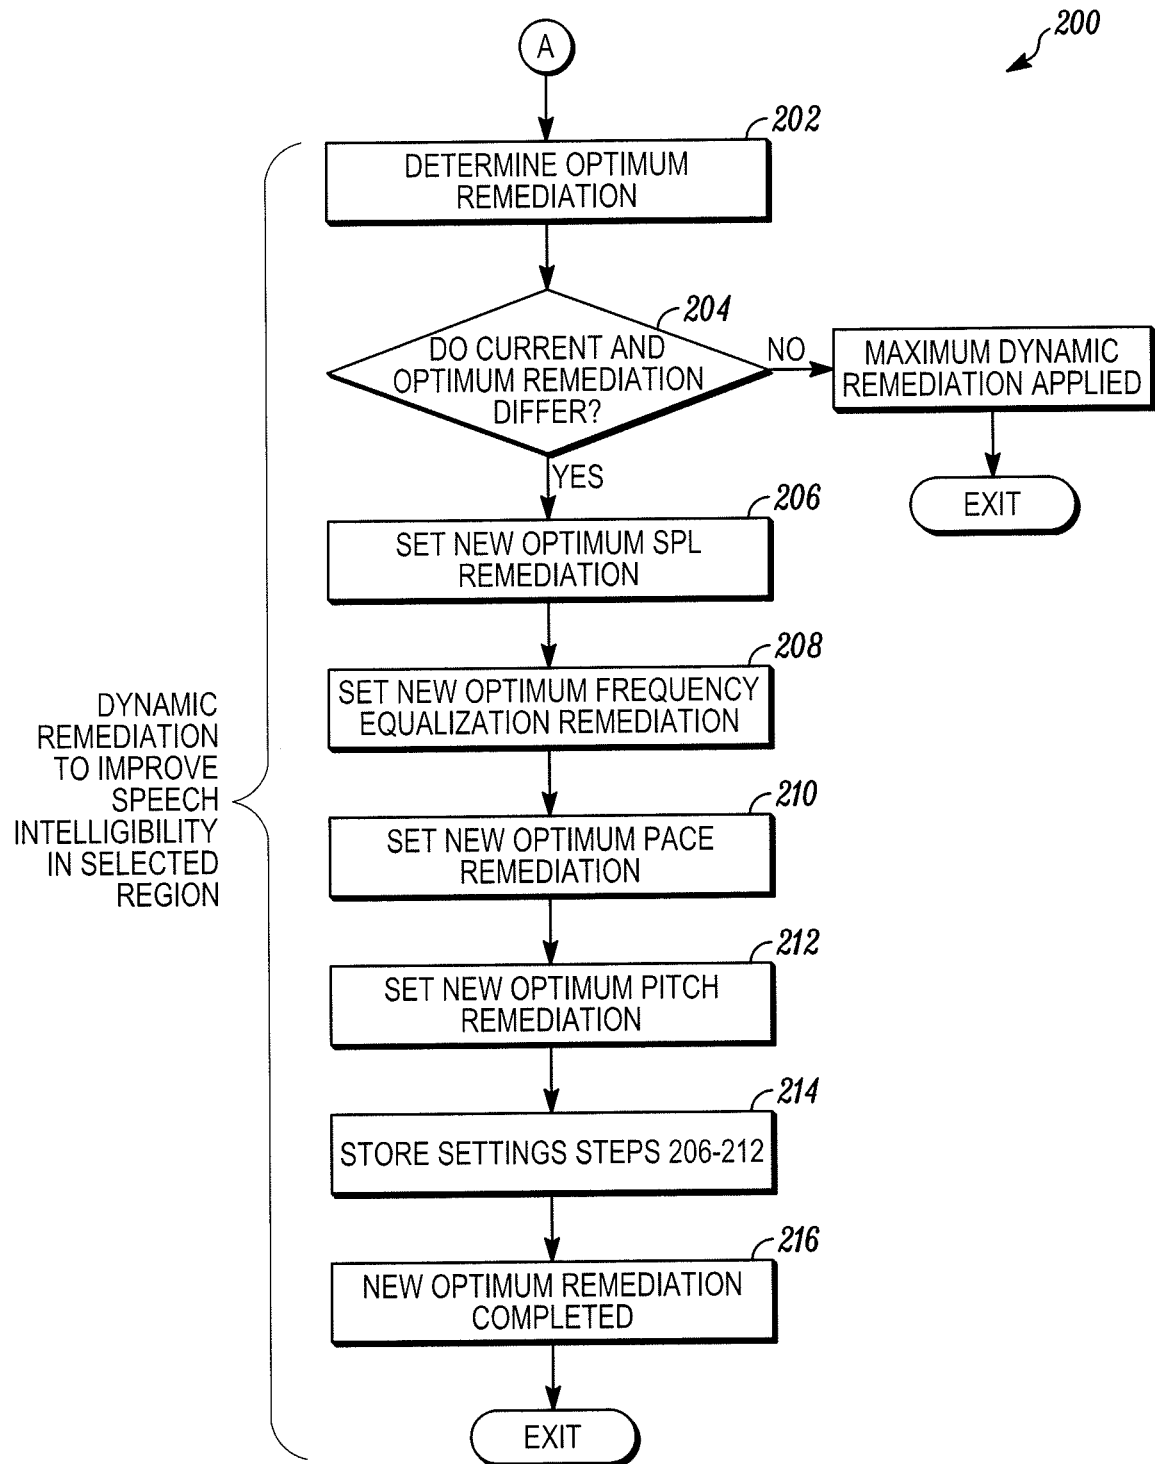 A
200
202
DETERMINE OPTIMUM
REMEDIATION
204
DO CURRENT AND
OPTIMUM REMEDIATION
DIFFER?
NO
MAXIMUM DYNAMIC
REMEDIATION APPLIED
EXIT
YES
206
SET NEW OPTIMUM SPL
REMEDIATION
208
SET NEW OPTIMUM FREQUENCY
EQUALIZATION REMEDIATION
DYNAMIC
REMEDIATION
TO IMPROVE
SPEECH
INTELLIGIBILITY
IN SELECTED
REGION
210
SET NEW OPTIMUM PACE
REMEDIATION
212
SET NEW OPTIMUM PITCH
REMEDIATION
214
STORE SETTINGS STEPS 206-212
216
NEW OPTIMUM REMEDIATION
COMPLETED
EXIT